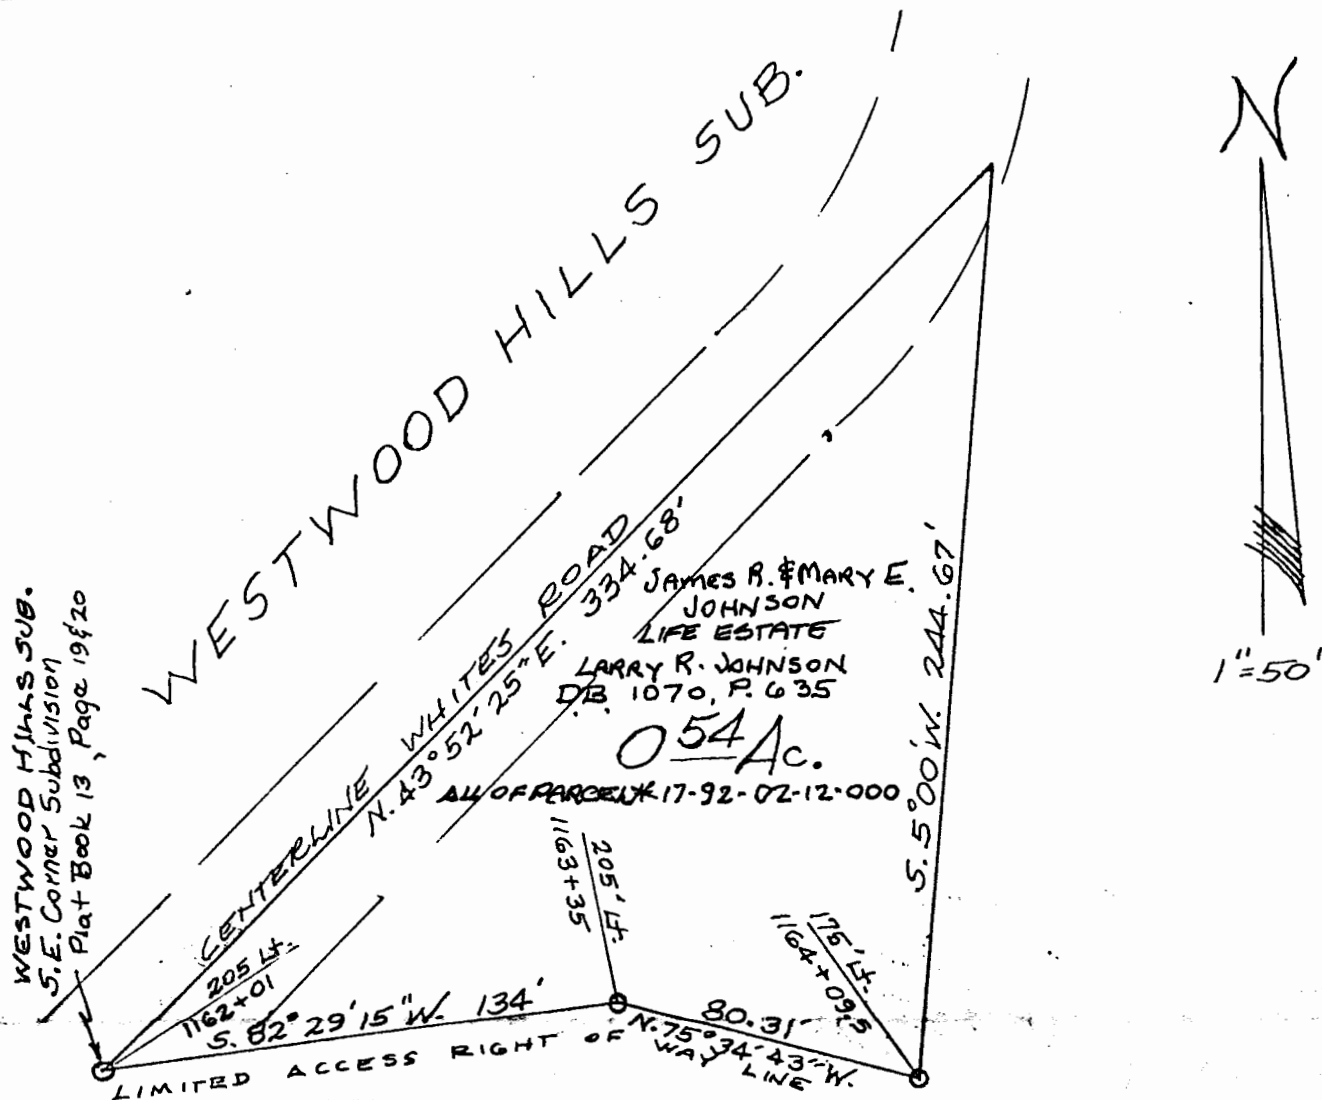 WESTWOOD HILLS SUB.
N
1"=50'
WESTWOOD HILLS SUB.
S.E. Corner Subdivision
Plat Book 13, Page 19 & 20
CENTERLINE WHITES ROAD
N. 43° 52' 25" E. 334.68'
JAMES R. & MARY E.
JOHNSON
LIFE ESTATE
LARRY R. JOHNSON
D.B. 1070, P. 635
0.54 Ac.
ALL OF PARCEL # 17-92-02-12-000
S. 5° 00' W. 244.67'
205' Lt.
1163+35
175' Lt.
1164+09.5
205 Lt.
1162+01
S. 82° 29' 15" W. 134'
80.31'
N. 75° 34' 43" W.
LIMITED ACCESS RIGHT OF WAY LINE